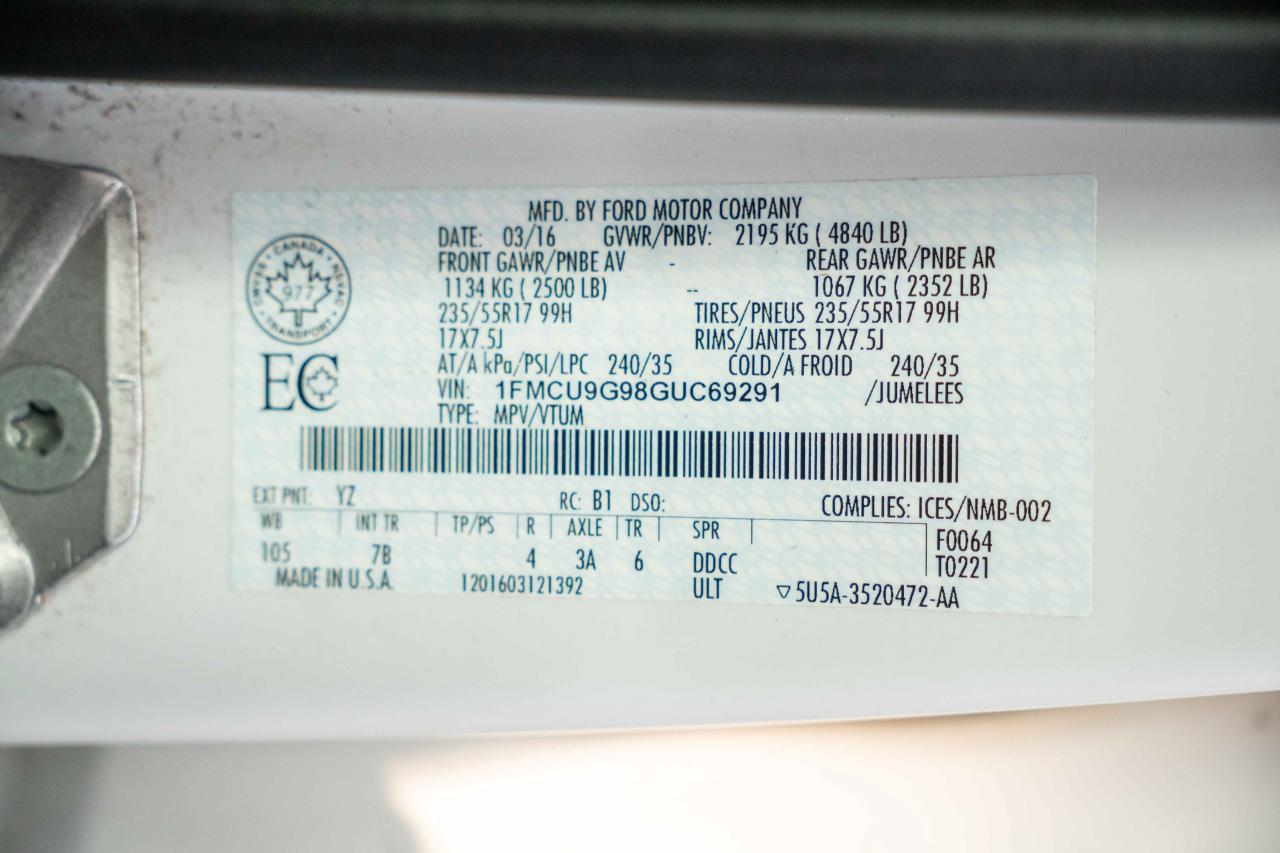 MFD. BY FORD MOTOR COMPANY
DATE: 03/16 GVWR/PNBV: 2195 KG ( 4840 LB)
FRONT GAWR/PNBE AV - REAR GAWR/PNBE AR
1134 KG ( 2500 LB) -- 1067 KG ( 2352 LB)
235/55R17 99H TIRES/PNEUS 235/55R17 99H
17X7.5J RIMS/JANTES 17X7.5J
AT/A kPa/PSI/LPC 240/35 COLD/A FROID 240/35
VIN: 1FMCU9G98GUC69291 /JUMELEES
TYPE: MPV/VTUM
CANADA
977
TRANSPORT
EC
EXT PNT: YZ RC: B1 DSO: COMPLIES: ICES/NMB-002
WB INT TR TP/PS R AXLE TR SPR F0064
105 7B 4 3A 6 DDCC T0221
MADE IN U.S.A. 1201603121392 ULT ▽5U5A-3520472-AA